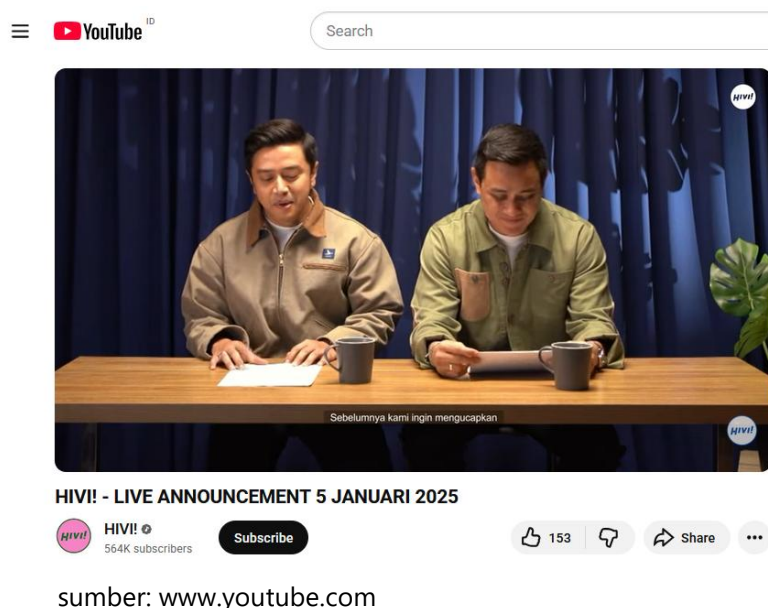 YouTube ID
Search
HIVI!
Sebelumnya kami ingin mengucapkan
HIVI!
HIVI! - LIVE ANNOUNCEMENT 5 JANUARI 2025
HIVI!
HIVI!
564K subscribers
Subscribe
153
Share
sumber: www.youtube.com